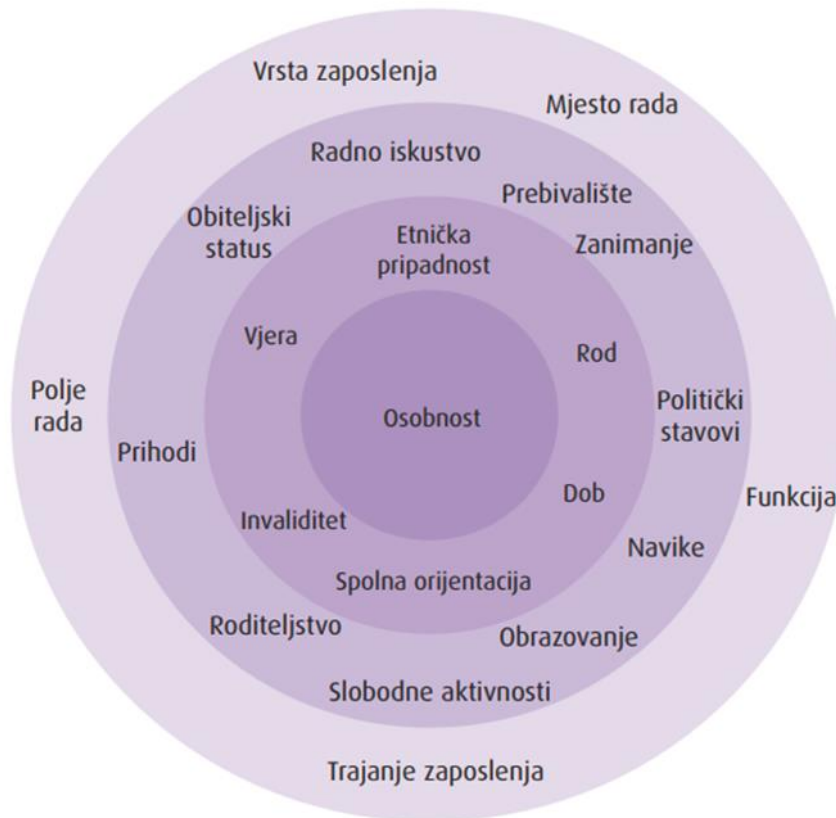 Vrsta zaposlenja
Mjesto rada
Radno iskustvo
Prebivalište
Obiteljski
status
Etnička
pripadnost
Zanimanje
Vjera
Rod
Polje
rada
Osobnost
Politički
stavovi
Prihodi
Dob
Funkcija
Invaliditet
Navike
Spolna orijentacija
Roditeljstvo
Obrazovanje
Slobodne aktivnosti
Trajanje zaposlenja